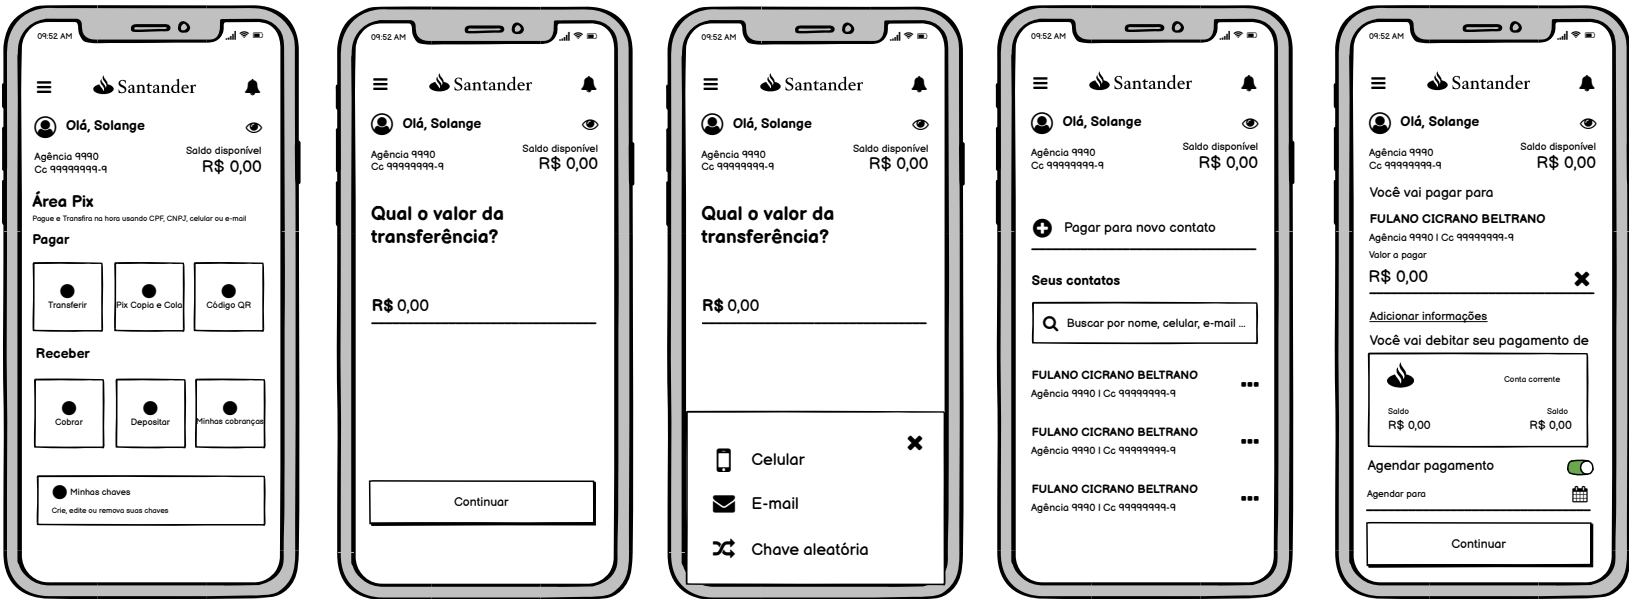 09:52 AM
Santander
Olá, Solange
Agência 9990
Cc 99999999-9
Saldo disponível
R$ 0,00
Área Pix
Pague e Transfira na hora usando CPF, CNPJ, celular ou e-mail
Pagar
Transferir
Pix Copia e Cola
Código QR
Receber
Cobrar
Depositar
Minhas cobranças
Minhas chaves
Crie, edite ou remova suas chaves
09:52 AM
Santander
Olá, Solange
Agência 9990
Cc 99999999-9
Saldo disponível
R$ 0,00
Qual o valor da
transferência?
R$ 0,00
Continuar
09:52 AM
Santander
Olá, Solange
Agência 9990
Cc 99999999-9
Saldo disponível
R$ 0,00
Qual o valor da
transferência?
R$ 0,00
Celular
E-mail
Chave aleatória
09:52 AM
Santander
Olá, Solange
Agência 9990
Cc 99999999-9
Saldo disponível
R$ 0,00
Pagar para novo contato
Seus contatos
Buscar por nome, celular, e-mail ...
FULANO CICRANO BELTRANO
Agência 9990 | Cc 99999999-9
FULANO CICRANO BELTRANO
Agência 9990 | Cc 99999999-9
FULANO CICRANO BELTRANO
Agência 9990 | Cc 99999999-9
09:52 AM
Santander
Olá, Solange
Agência 9990
Cc 99999999-9
Saldo disponível
R$ 0,00
Você vai pagar para
FULANO CICRANO BELTRANO
Agência 9990 | Cc 99999999-9
Valor a pagar
R$ 0,00
Adicionar informações
Você vai debitar seu pagamento de
Conta corrente
Saldo
R$ 0,00
Saldo
R$ 0,00
Agendar pagamento
Agendar para
Continuar